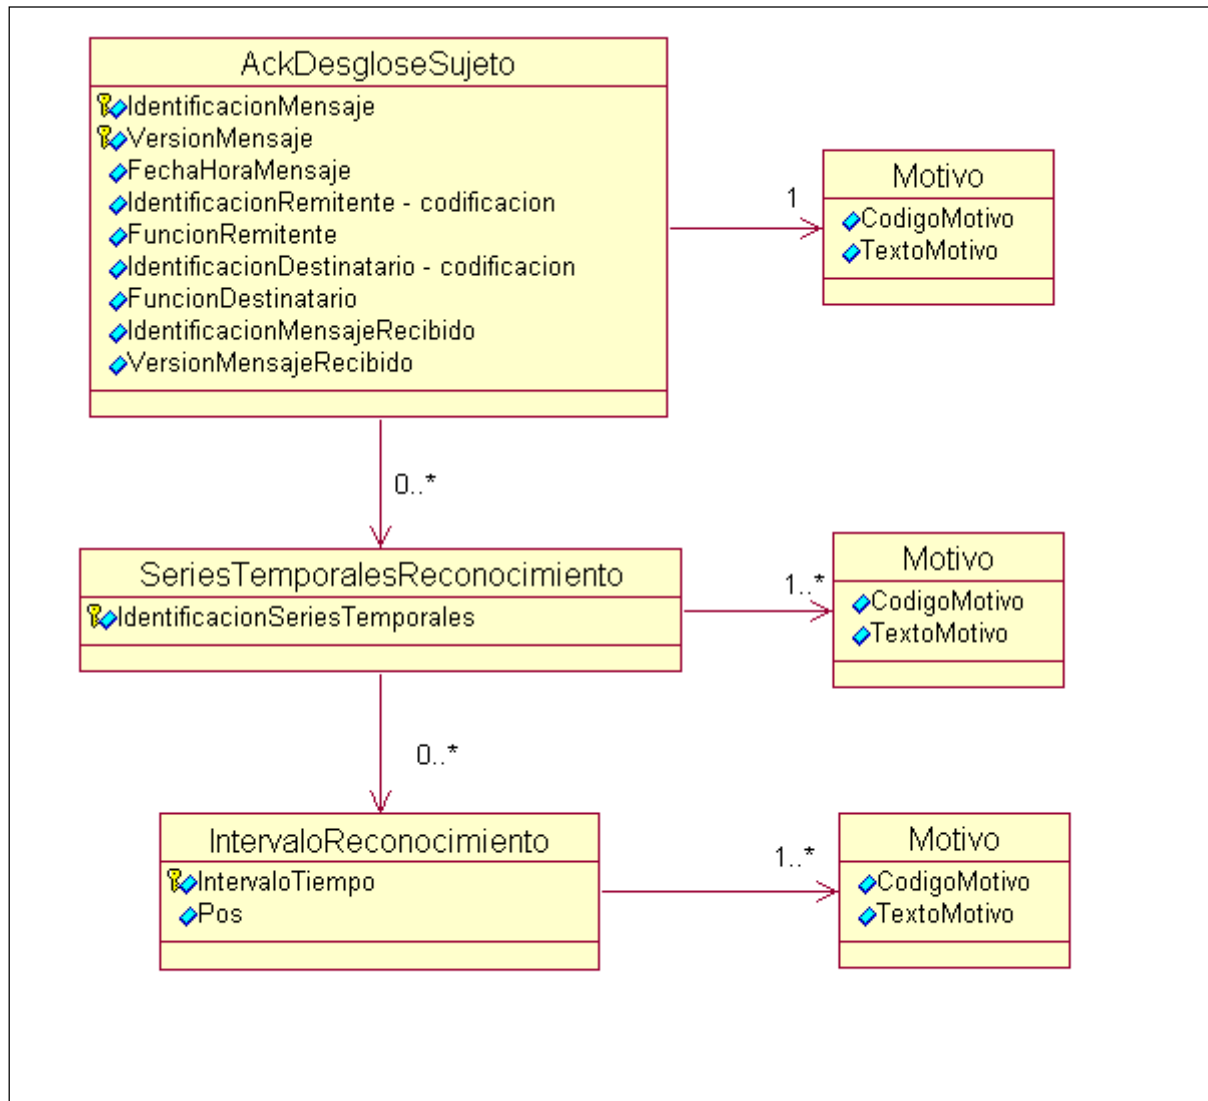 AckDesgloseSujeto
IdentificacionMensaje
VersionMensaje
FechaHoraMensaje
IdentificacionRemitente - codificacion
FuncionRemitente
IdentificacionDestinatario - codificacion
FuncionDestinatario
IdentificacionMensajeRecibido
VersionMensajeRecibido
1
Motivo
CodigoMotivo
TextoMotivo
0..*
SeriesTemporalesReconocimiento
IdentificacionSeriesTemporales
1..*
Motivo
CodigoMotivo
TextoMotivo
0..*
IntervaloReconocimiento
IntervaloTiempo
Pos
1..*
Motivo
CodigoMotivo
TextoMotivo